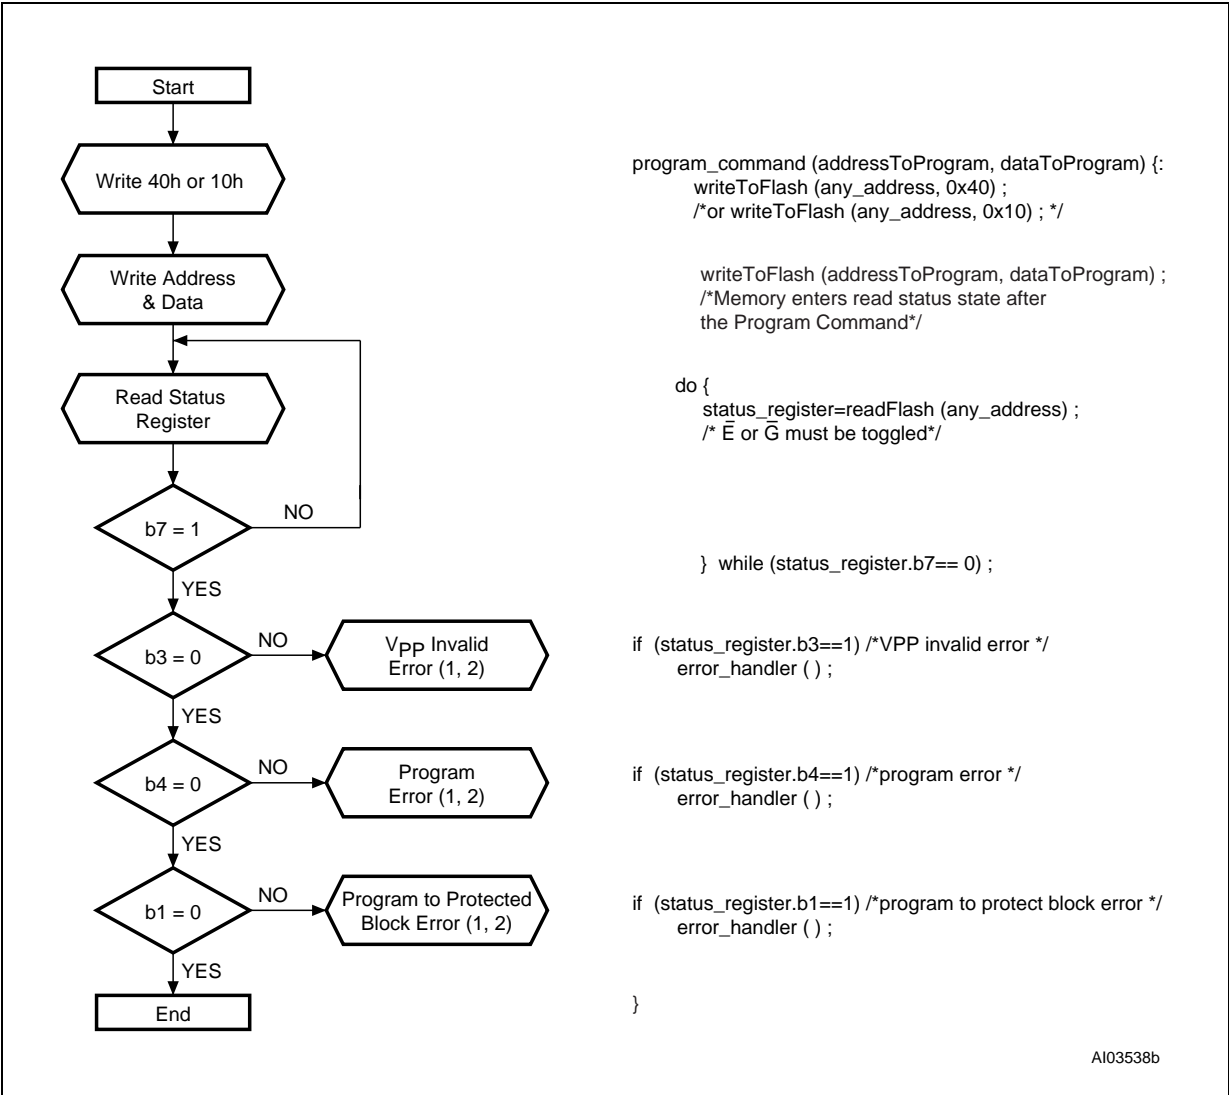 Start
Write 40h or 10h
program_command (addressToProgram, dataToProgram) {:
writeToFlash (any_address, 0x40) ;
/*or writeToFlash (any_address, 0x10) ; */
Write Address
& Data
writeToFlash (addressToProgram, dataToProgram) ;
/*Memory enters read status state after
the Program Command*/
Read Status
Register
do {
status_register=readFlash (any_address) ;
/* E̅ or G̅ must be toggled*/
b7 = 1
NO
} while (status_register.b7== 0) ;
YES
b3 = 0
NO
VPP Invalid
Error (1, 2)
if (status_register.b3==1) /*VPP invalid error */
error_handler ( ) ;
YES
b4 = 0
NO
Program
Error (1, 2)
if (status_register.b4==1) /*program error */
error_handler ( ) ;
YES
b1 = 0
NO
Program to Protected
Block Error (1, 2)
if (status_register.b1==1) /*program to protect block error */
error_handler ( ) ;
YES
End
}
AI03538b